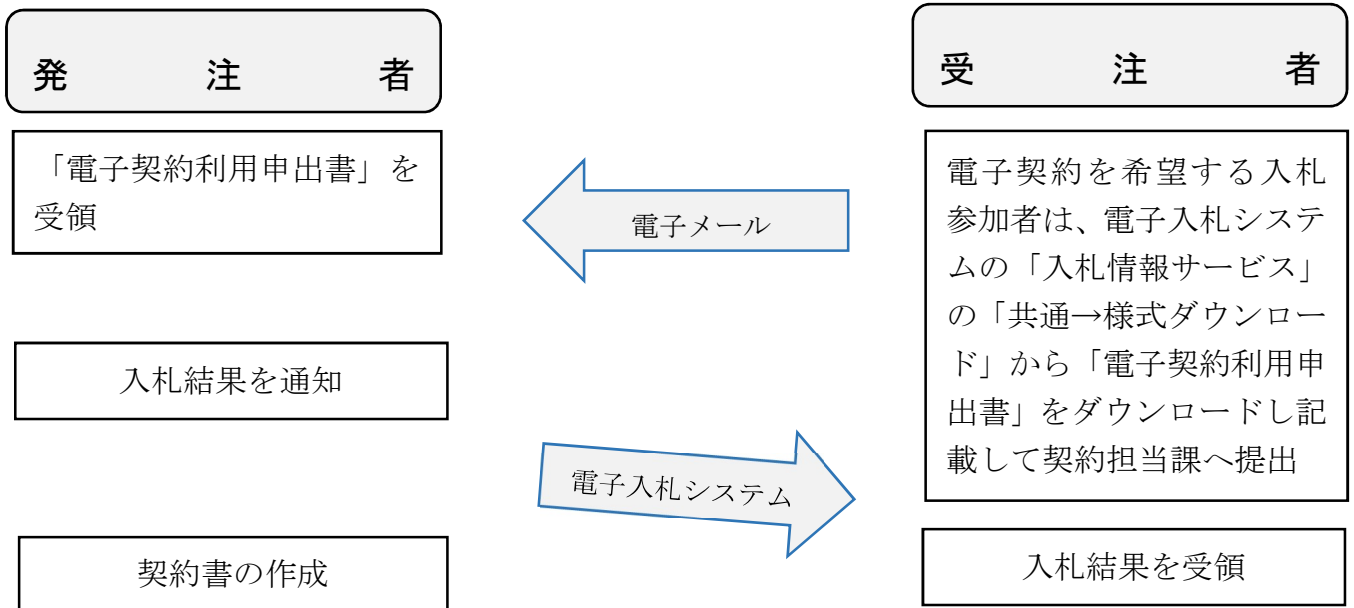 発注者
受注者
「電子契約利用申出書」を
受領
電子メール
電子契約を希望する入札
参加者は、電子入札システ
ムの「入札情報サービス」
の「共通→様式ダウンロー
ド」から「電子契約利用申
出書」をダウンロードし記
載して契約担当課へ提出
入札結果を通知
電子入札システム
入札結果を受領
契約書の作成